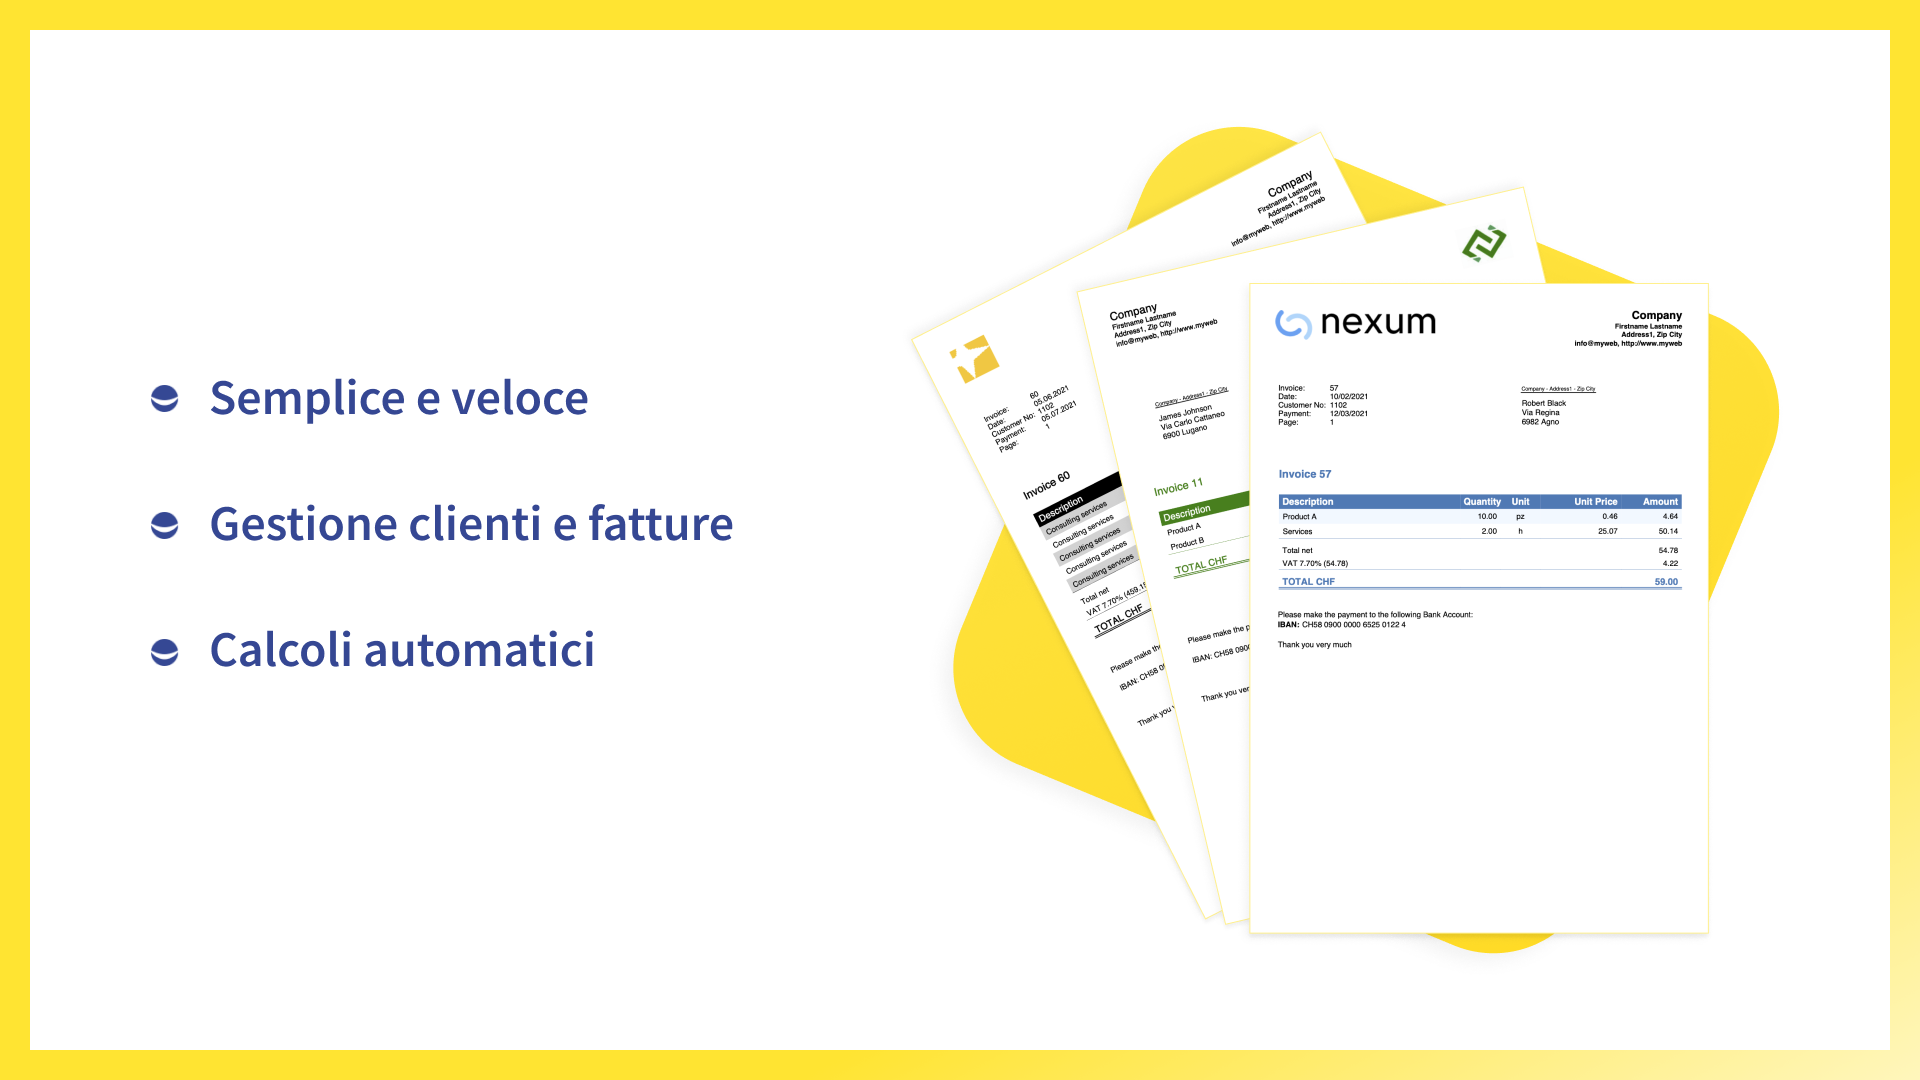 Semplice e veloce
Gestione clienti e fatture
Calcoli automatici
Company
Firstname Lastname
Address1, Zip City
info@myweb, http://www.myweb
Invoice: 60
Date: 05.06.2021
Customer No: 1102
Payment: 05.07.2021
Page: 1
Invoice 60
Description
Consulting services
Consulting services
Consulting services
Consulting services
Consulting services
Total net
VAT 7.70% (459.15
TOTAL CHF
Please make the
IBAN: CH58 09
Thank you
Company
Firstname Lastname
Address1, Zip City
info@myweb, http://www.myweb
Company - Address1 - Zip City
James Johnson
Via Carlo Cattaneo
6900 Lugano
Invoice 11
Description
Product A
Product B
TOTAL CHF
Please make the p
IBAN: CH58 0900
Thank you ver
nexum
Company
Firstname Lastname
Address1, Zip City
info@myweb, http://www.myweb
Invoice: 57
Date: 10/02/2021
Customer No: 1102
Payment: 12/03/2021
Page: 1
Company - Address1 - Zip City
Robert Black
Via Regina
6982 Agno
Invoice 57
Description Quantity Unit Unit Price Amount
Product A 10.00 pz 0.46 4.64
Services 2.00 h 25.07 50.14
Total net 54.78
VAT 7.70% (54.78) 4.22
TOTAL CHF 59.00
Please make the payment to the following Bank Account:
IBAN: CH58 0900 0000 6525 0122 4
Thank you very much